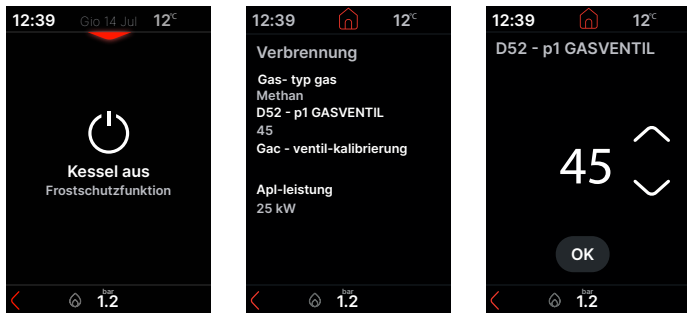 12:39 Gio 14 Jul 12°C
Kessel aus
Frostschutzfunktion
bar
1.2
12:39 12°C
Verbrennung
Gas- typ gas
Methan
D52 - p1 GASVENTIL
45
Gac - ventil-kalibrierung
Apl-leistung
25 kW
bar
1.2
12:39 12°C
D52 - p1 GASVENTIL
45
OK
bar
1.2